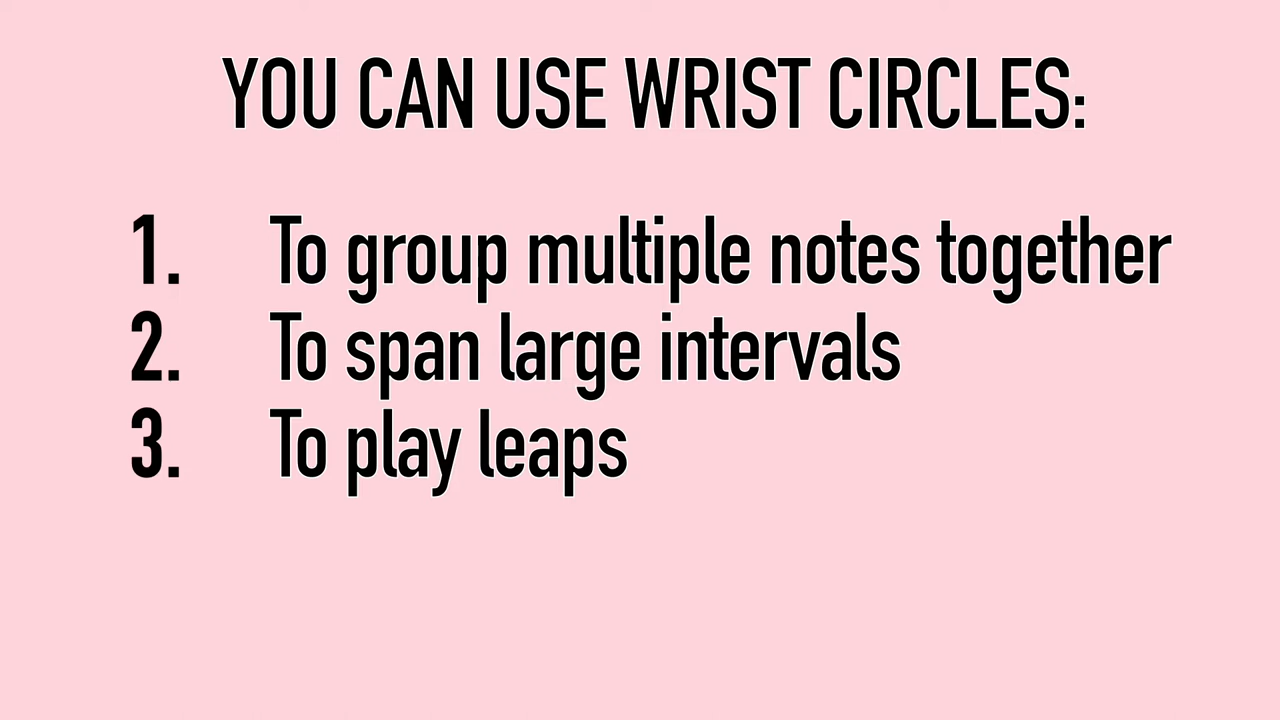 YOU CAN USE WRIST CIRCLES:
1. To group multiple notes together
2. To span large intervals
3. To play leaps